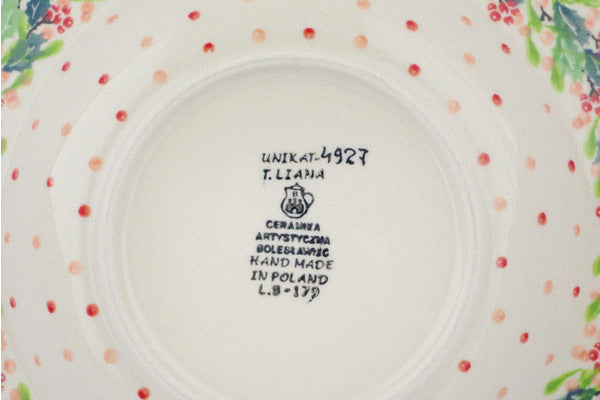 UNIKAT-4927
T. LIANA
CERAMIKA
ARTYSTYCZNA
BOLESŁAWIEC
HAND MADE
IN POLAND
L.B-179